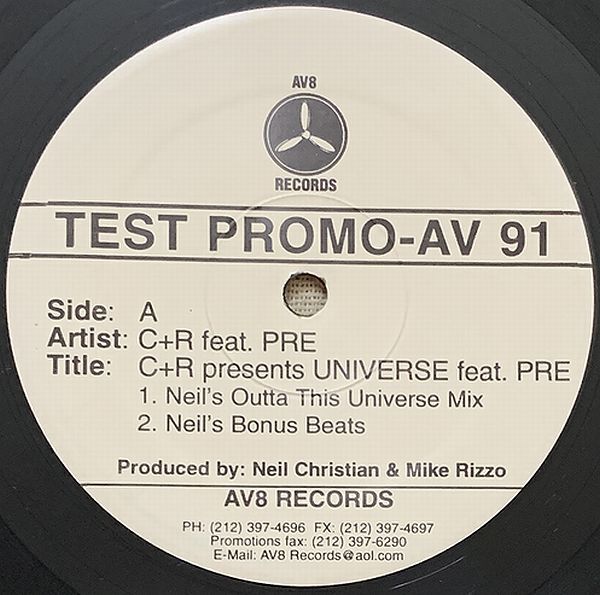 AV8
RECORDS
TEST PROMO-AV 91
Side: A
Artist: C+R feat. PRE
Title: C+R presents UNIVERSE feat. PRE
1. Neil's Outta This Universe Mix
2. Neil's Bonus Beats
Produced by: Neil Christian & Mike Rizzo
AV8 RECORDS
PH: (212) 397-4696 FX: (212) 397-4697
Promotions fax: (212) 397-6290
E-Mail: AV8 Records@aol.com